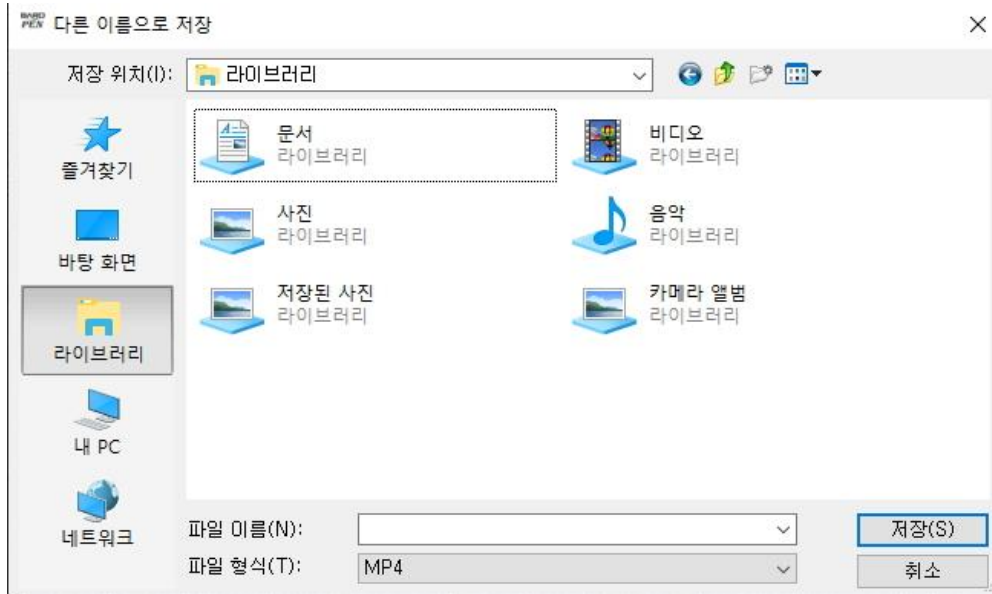 BARD PEN 다른 이름으로 저장
저장 위치(I): 라이브러리
즐겨찾기
바탕 화면
라이브러리
내 PC
네트워크
문서
라이브러리
비디오
라이브러리
사진
라이브러리
음악
라이브러리
저장된 사진
라이브러리
카메라 앨범
라이브러리
파일 이름(N):
저장(S)
파일 형식(T): MP4
취소